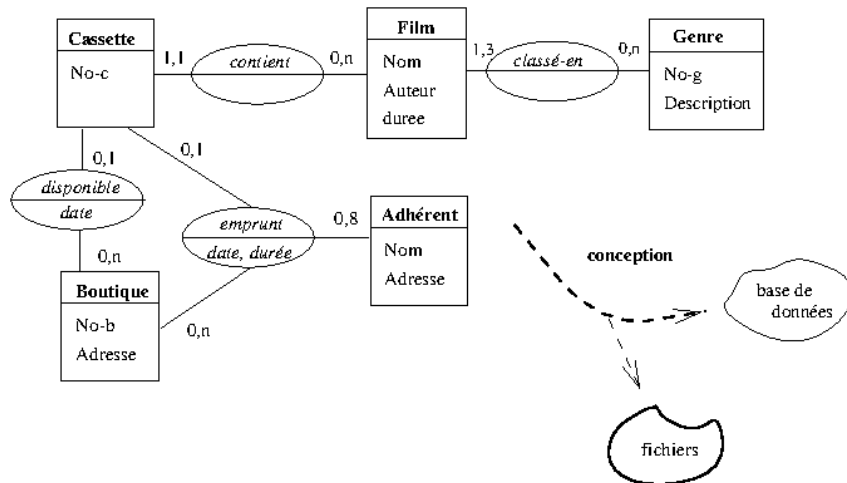 Cassette
No-c
1,1
contient
0,n
Film
Nom
Auteur
duree
1,3
classé-en
0,n
Genre
No-g
Description
0,1
disponible
date
0,n
0,1
emprunt
date, durée
0,8
0,n
Adhérent
Nom
Adresse
Boutique
No-b
Adresse
conception
base de
données
fichiers